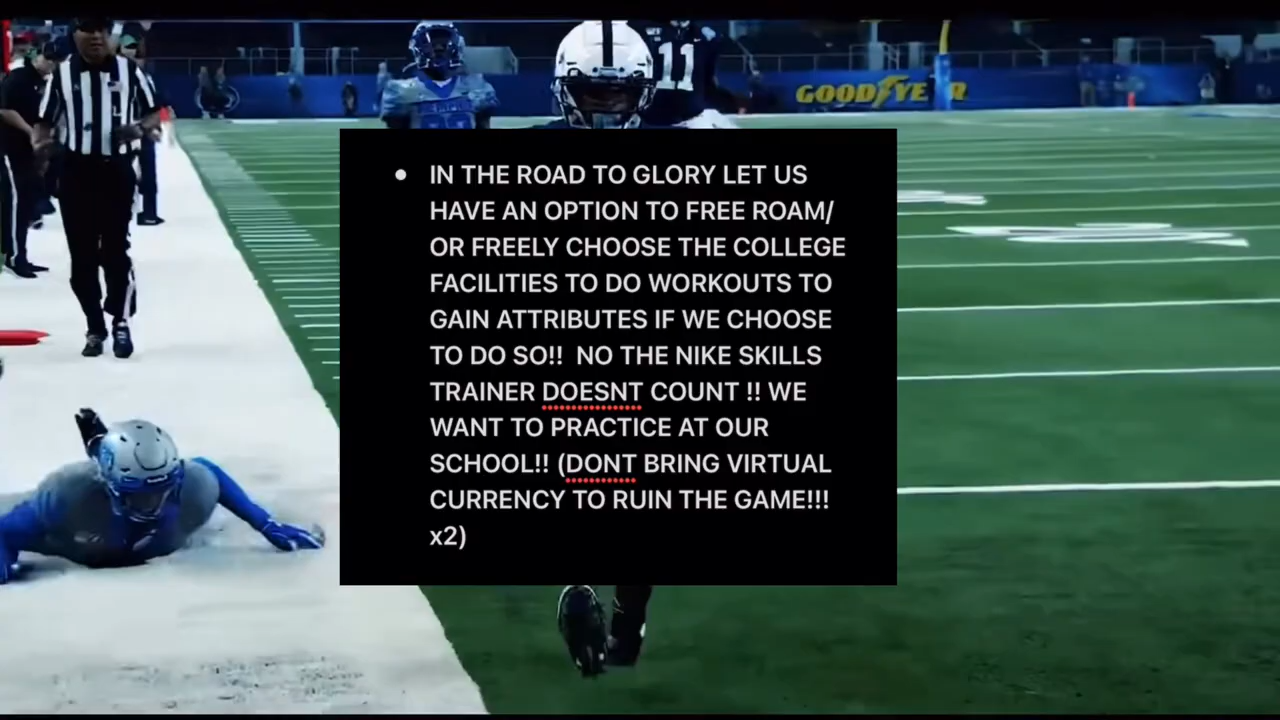 11
GOODYEAR
• IN THE ROAD TO GLORY LET US
HAVE AN OPTION TO FREE ROAM/
OR FREELY CHOOSE THE COLLEGE
FACILITIES TO DO WORKOUTS TO
GAIN ATTRIBUTES IF WE CHOOSE
TO DO SO!! NO THE NIKE SKILLS
TRAINER DOESNT COUNT !! WE
WANT TO PRACTICE AT OUR
SCHOOL!! (DONT BRING VIRTUAL
CURRENCY TO RUIN THE GAME!!!
x2)